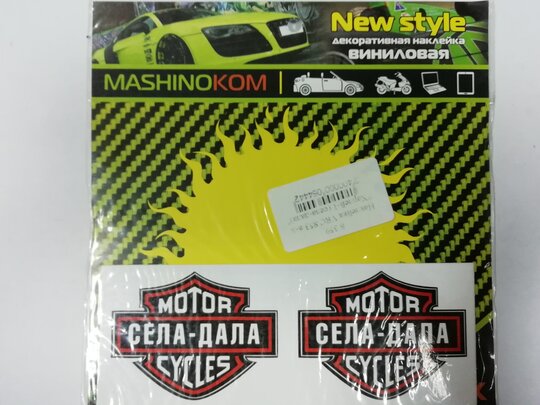 New style
декоративная наклейка
ВИНИЛОВАЯ
MASHINOKOM
MOTOR
СЕЛА-ДАЛА
CYCLES
MOTOR
СЕЛА-ДАЛА
CYCLES